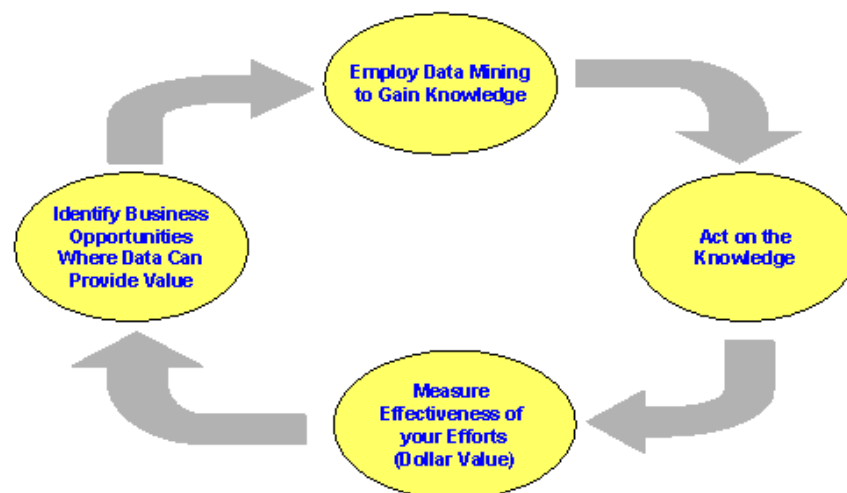 Employ Data Mining
to Gain Knowledge
Identify Business
Opportunities
Where Data Can
Provide Value
Act on the
Knowledge
Measure
Effectiveness of
your Efforts
(Dollar Value)